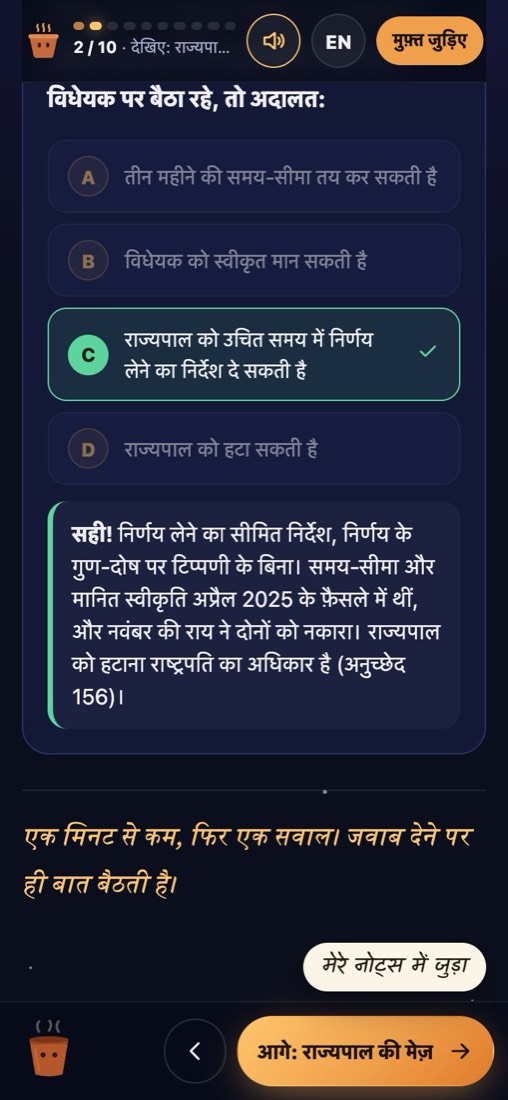 2 / 10 · देखिए: राज्यपा...
EN
मुफ़्त जुड़िए
विधेयक पर बैठा रहे, तो अदालत:
A
तीन महीने की समय-सीमा तय कर सकती है
B
विधेयक को स्वीकृत मान सकती है
C
राज्यपाल को उचित समय में निर्णय
लेने का निर्देश दे सकती है
D
राज्यपाल को हटा सकती है
सही! निर्णय लेने का सीमित निर्देश, निर्णय के
गुण-दोष पर टिप्पणी के बिना। समय-सीमा और
मानित स्वीकृति अप्रैल 2025 के फ़ैसले में थीं,
और नवंबर की राय ने दोनों को नकारा। राज्यपाल
को हटाना राष्ट्रपति का अधिकार है (अनुच्छेद
156)।
एक मिनट से कम, फिर एक सवाल। जवाब देने पर
ही बात बैठती है।
मेरे नोट्स में जुड़ा
आगे: राज्यपाल की मेज़